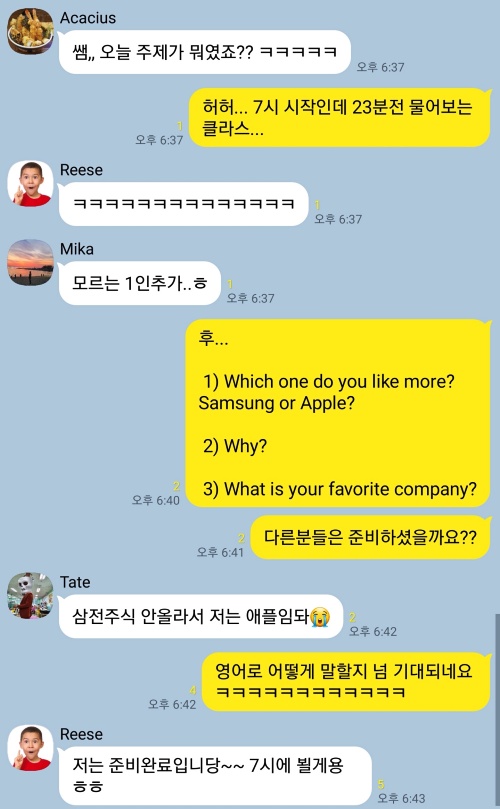 Acacius
쌤,, 오늘 주제가 뭐였죠?? ㅋㅋㅋㅋㅋ
오후 6:37
허허... 7시 시작인데 23분전 물어보는
클라스...
1
오후 6:37
Reese
ㅋㅋㅋㅋㅋㅋㅋㅋㅋㅋㅋㅋㅋㅋ
1
오후 6:37
Mika
모르는 1인추가..ㅎ
1
오후 6:37
후...
1) Which one do you like more?
Samsung or Apple?
2) Why?
3) What is your favorite company?
2
오후 6:40
다른분들은 준비하셨을까요??
2
오후 6:41
Tate
삼전주식 안올라서 저는 애플임돠😭
2
오후 6:42
영어로 어떻게 말할지 넘 기대되네요
ㅋㅋㅋㅋㅋㅋㅋㅋㅋㅋㅋㅋ
4
오후 6:42
Reese
저는 준비완료입니당~~ 7시에 뵐게용
ㅎㅎ
5
오후 6:43